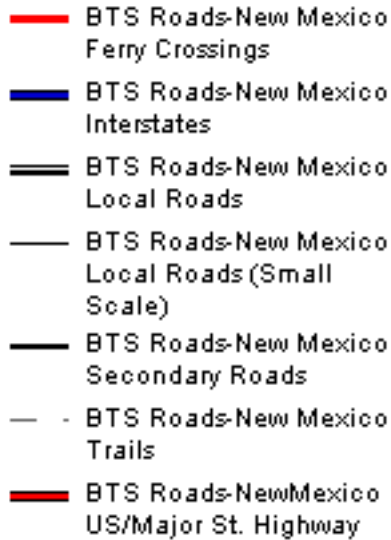 BTS Roads-New Mexico
Ferry Crossings
BTS Roads-New Mexico
Interstates
BTS Roads-New Mexico
Local Roads
BTS Roads-New Mexico
Local Roads (Small
Scale)
BTS Roads-New Mexico
Secondary Roads
BTS Roads-New Mexico
Trails
BTS Roads-NewMexico
US/Major St. Highway